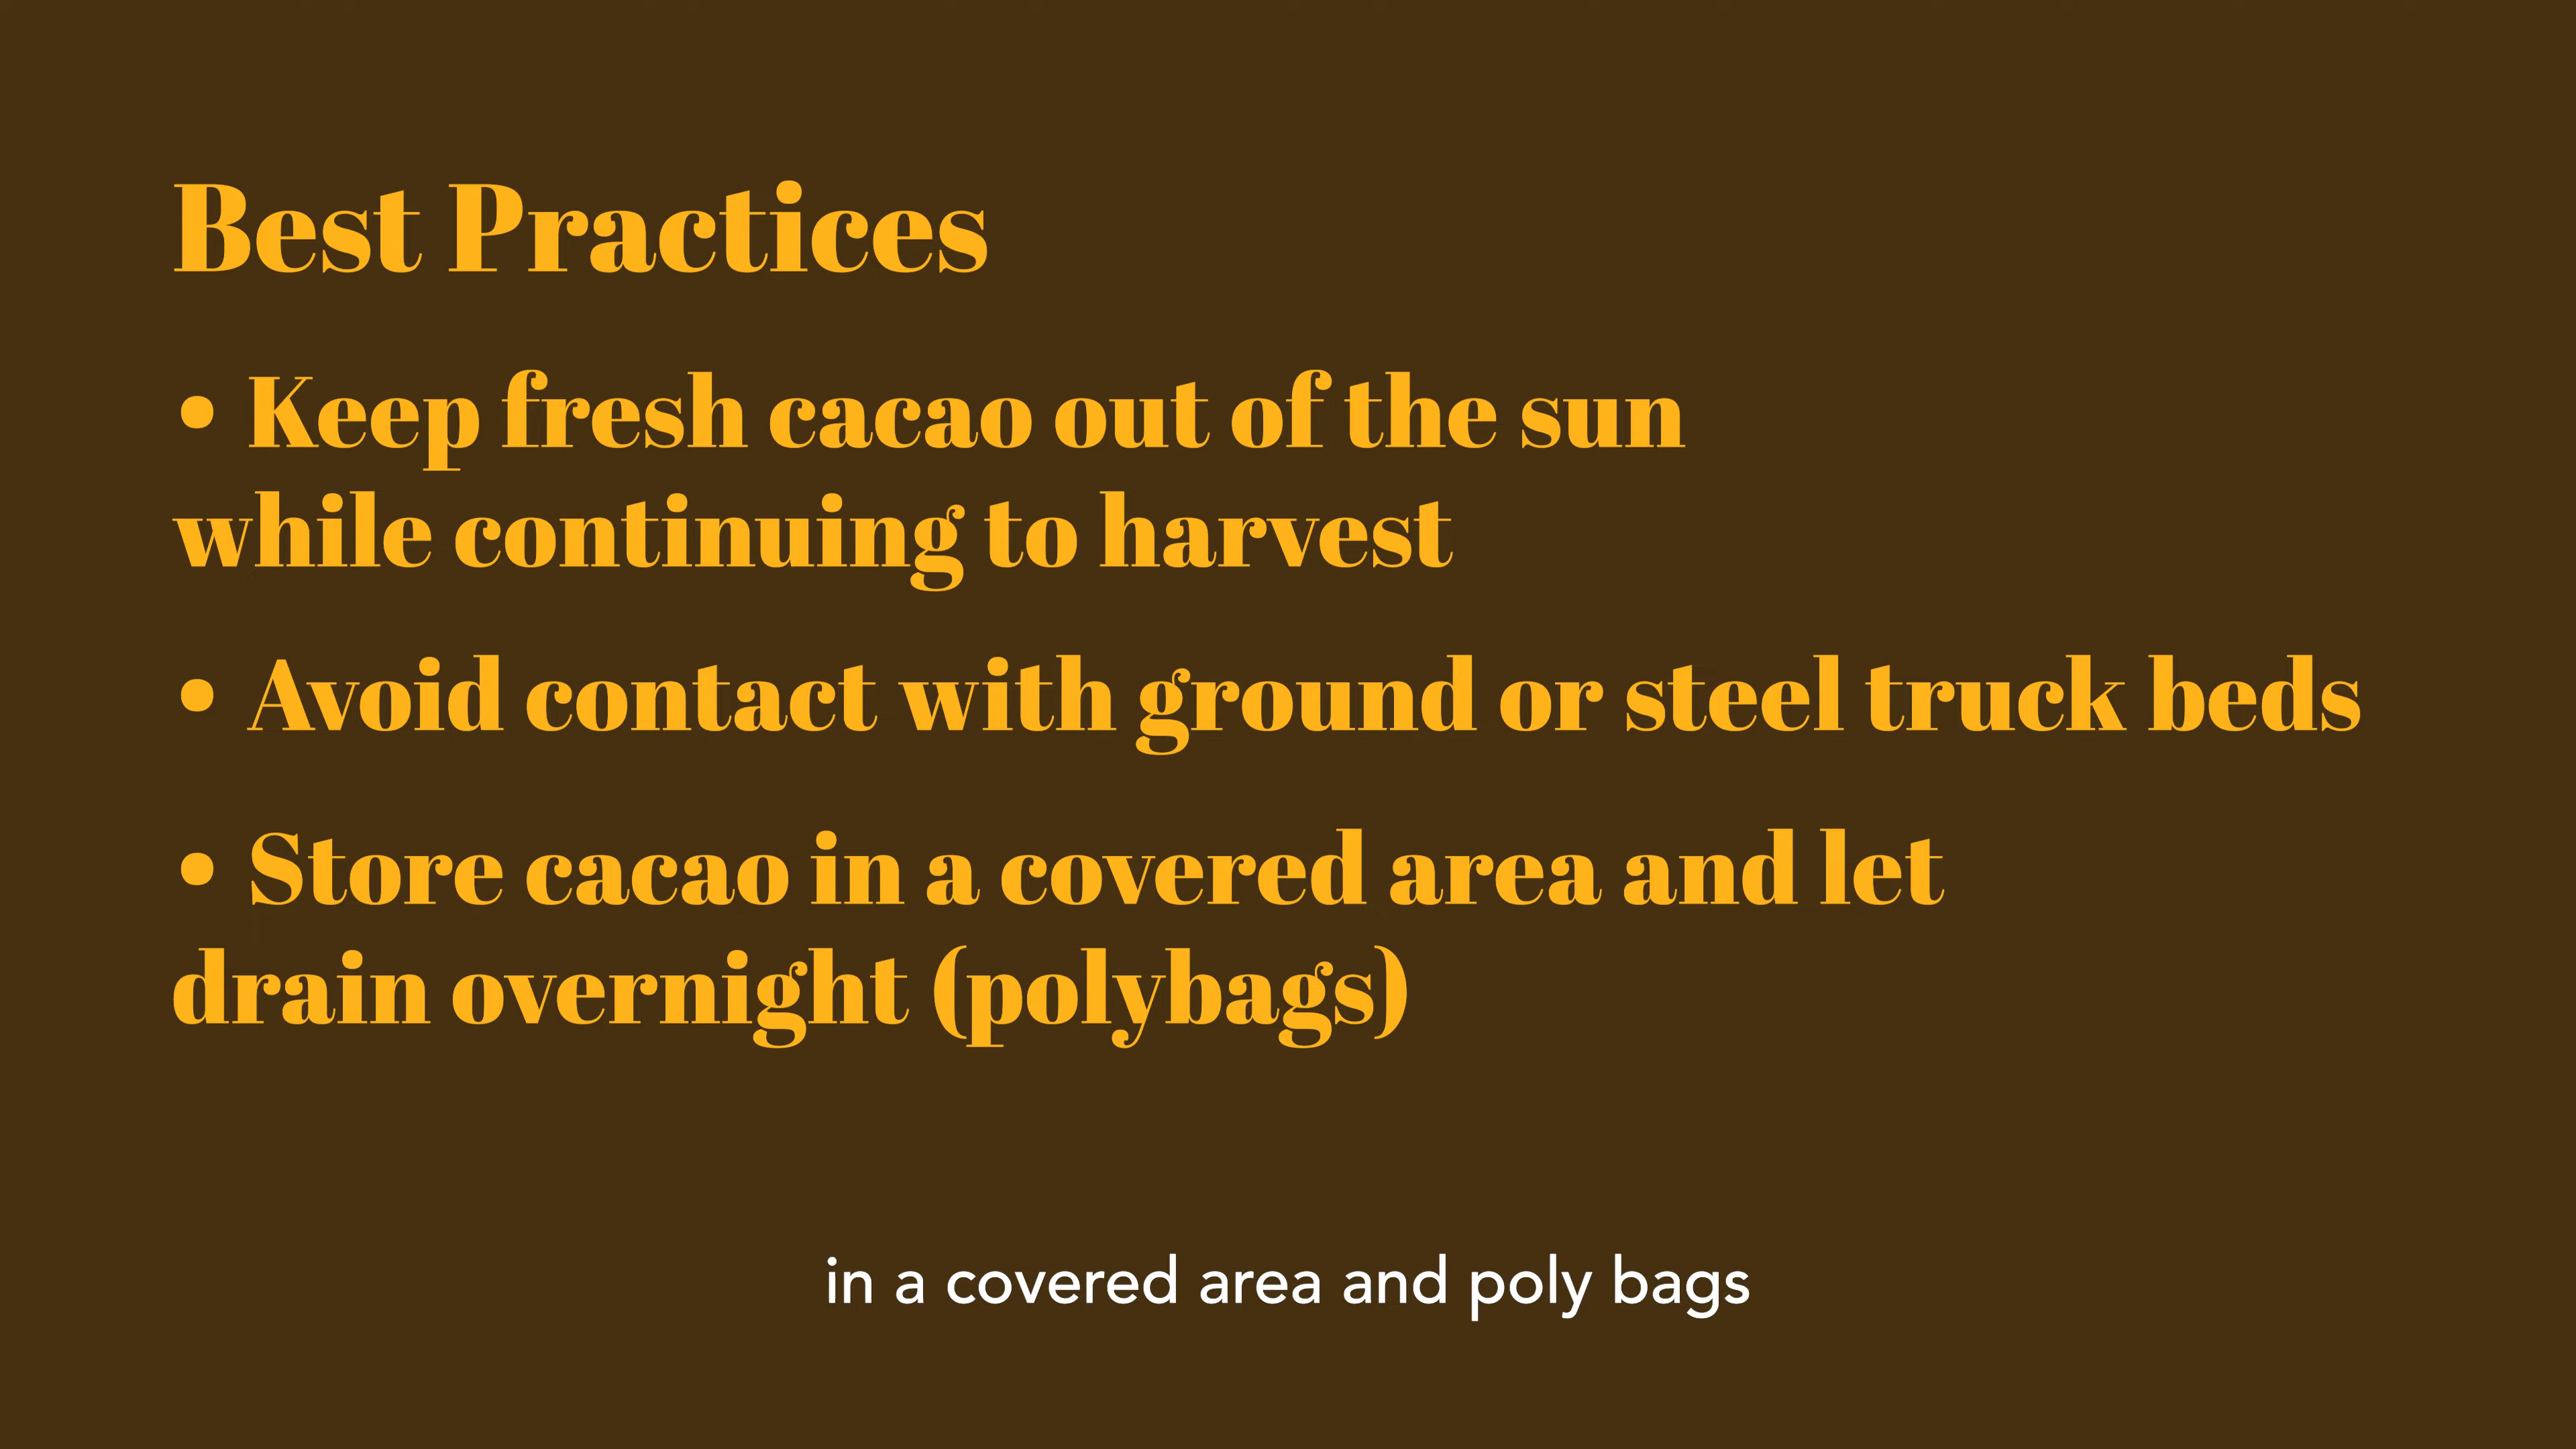 Best Practices
• Keep fresh cacao out of the sun
while continuing to harvest
• Avoid contact with ground or steel truck beds
• Store cacao in a covered area and let
drain overnight (polybags)
in a covered area and poly bags